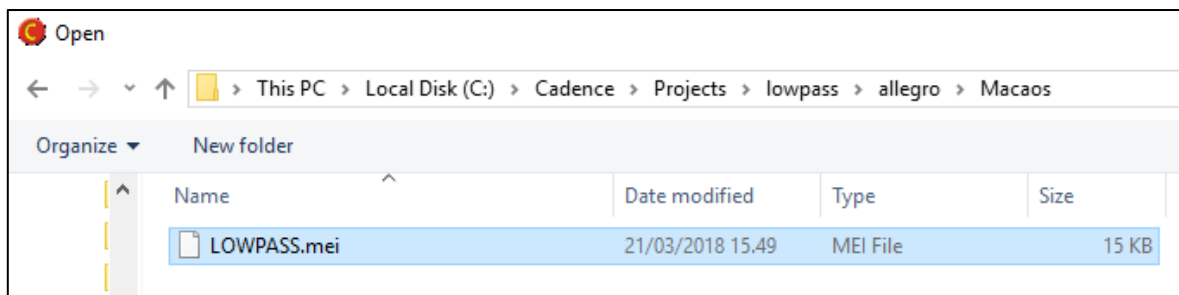 Open
This PC > Local Disk (C:) > Cadence > Projects > lowpass > allegro > Macaos
Organize New folder
Name Date modified Type Size
LOWPASS.mei 21/03/2018 15.49 MEI File 15 KB